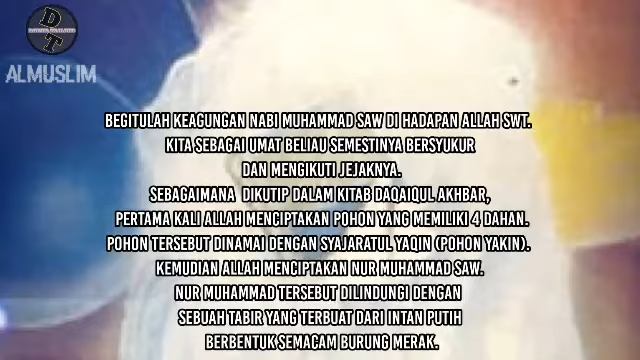 D
T
ALMUSLIM
BEGITULAH KEAGUNGAN NABI MUHAMMAD SAW DI HADAPAN ALLAH SWT.
KITA SEBAGAI UMAT BELIAU SEMESTINYA BERSYUKUR
DAN MENGIKUTI JEJAKNYA.
SEBAGAIMANA DIKUTIP DALAM KITAB DAQAIQUL AKHBAR,
PERTAMA KALI ALLAH MENCIPTAKAN POHON YANG MEMILIKI 4 DAHAN.
POHON TERSEBUT DINAMAI DENGAN SYAJARATUL YAQIN (POHON YAKIN).
KEMUDIAN ALLAH MENCIPTAKAN NUR MUHAMMAD SAW.
NUR MUHAMMAD TERSEBUT DILINDUNGI DENGAN
SEBUAH TABIR YANG TERBUAT DARI INTAN PUTIH
BERBENTUK SEMACAM BURUNG MERAK.